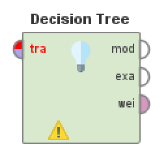 Decision Tree
tra mod
exa
wei